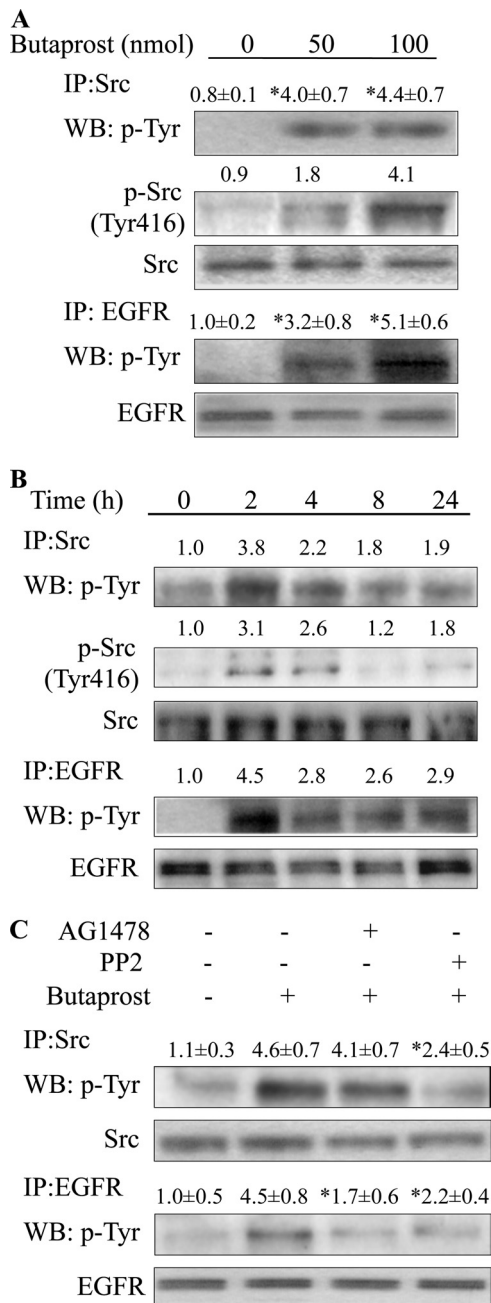 A
Butaprost (nmol) 0 50 100
IP:Src
0.8±0.1 *4.0±0.7 *4.4±0.7
WB: p-Tyr
0.9 1.8 4.1
p-Src
(Tyr416)
Src
IP: EGFR
1.0±0.2 *3.2±0.8 *5.1±0.6
WB: p-Tyr
EGFR
B
Time (h) 0 2 4 8 24
IP:Src
1.0 3.8 2.2 1.8 1.9
WB: p-Tyr
1.0 3.1 2.6 1.2 1.8
p-Src
(Tyr416)
Src
IP:EGFR
1.0 4.5 2.8 2.6 2.9
WB: p-Tyr
EGFR
C AG1478 - - + -
PP2 - - - +
Butaprost - + + +
IP:Src
1.1±0.3 4.6±0.7 4.1±0.7 *2.4±0.5
WB: p-Tyr
Src
IP:EGFR
1.0±0.5 4.5±0.8 *1.7±0.6 *2.2±0.4
WB: p-Tyr
EGFR